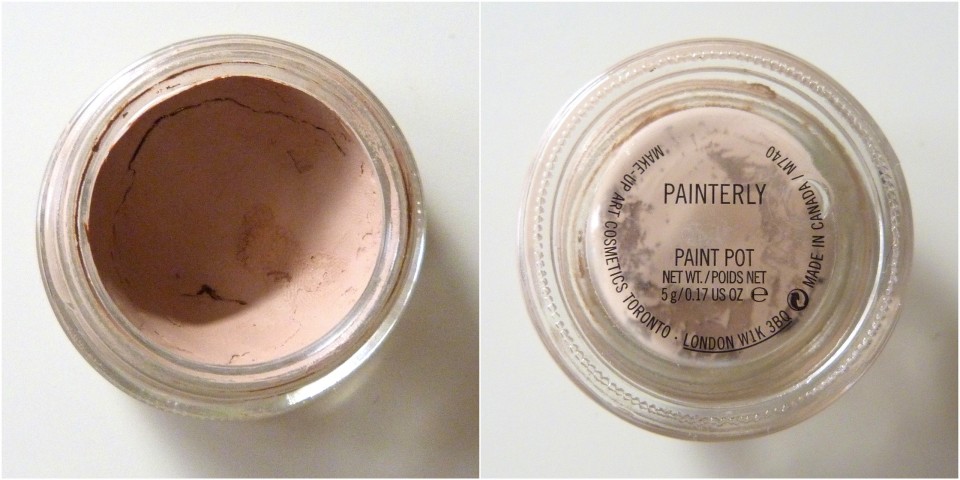 PAINTERLY
PAINT POT
NET WT./POIDS NET
5 g/0.17 US OZ ℮
MAKE-UP ART COSMETICS TORONTO · LONDON W1K 3BQ
MADE IN CANADA / M740